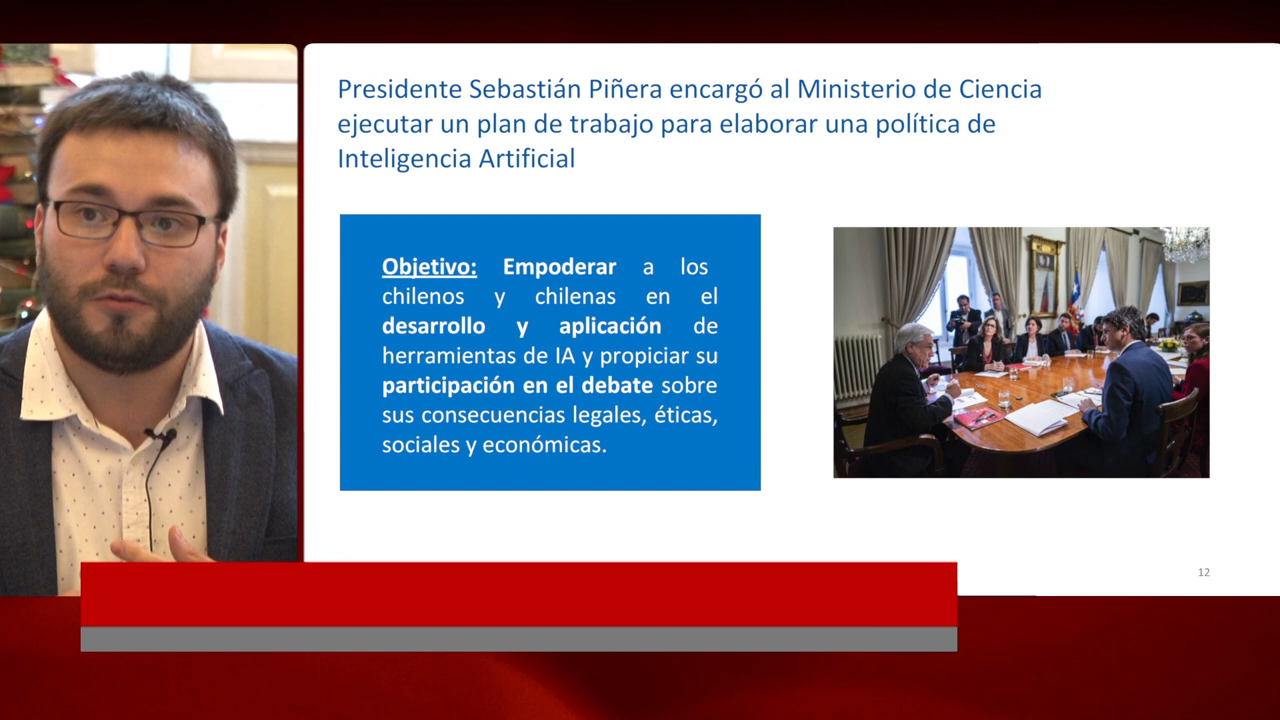 Presidente Sebastián Piñera encargó al Ministerio de Ciencia
ejecutar un plan de trabajo para elaborar una política de
Inteligencia Artificial
Objetivo: Empoderar a los
chilenos y chilenas en el
desarrollo y aplicación de
herramientas de IA y propiciar su
participación en el debate sobre
sus consecuencias legales, éticas,
sociales y económicas.
12